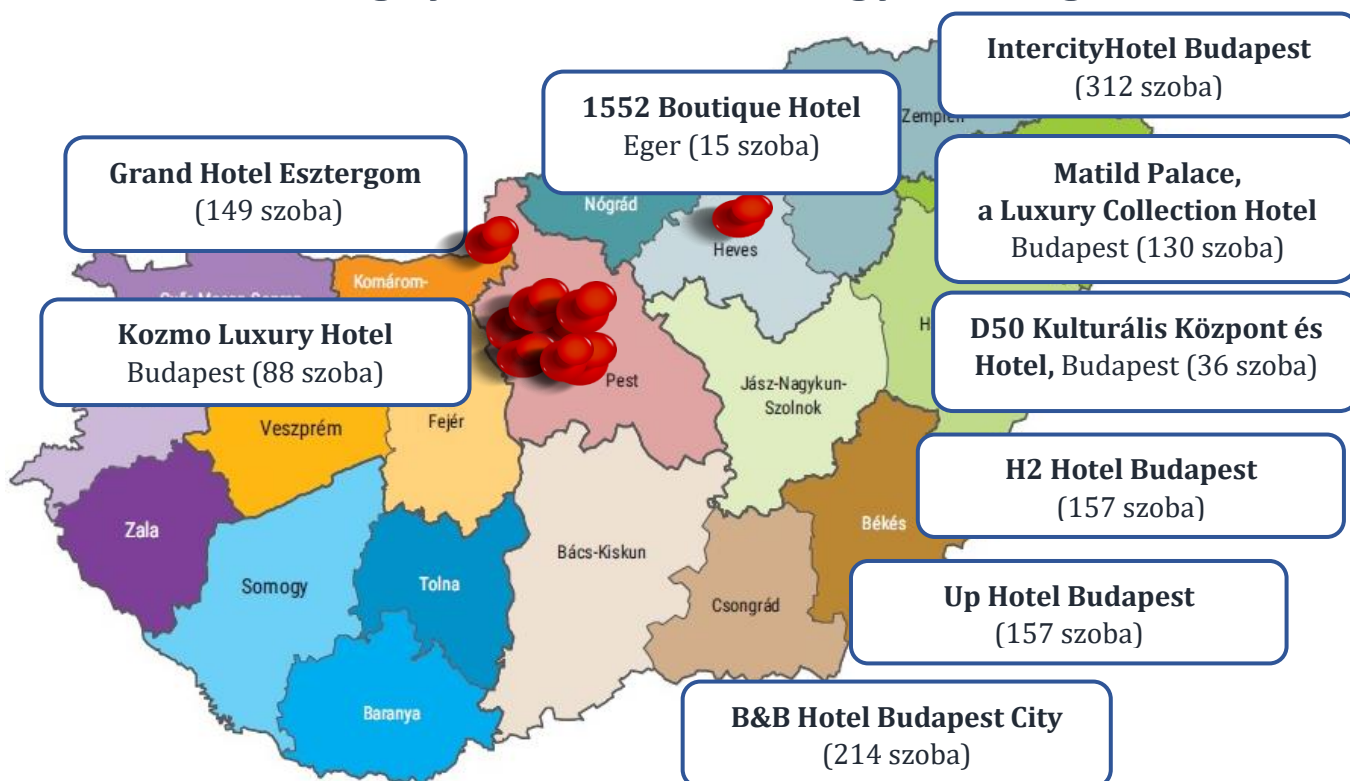 IntercityHotel Budapest
(312 szoba)
1552 Boutique Hotel
Eger (15 szoba)
Zemplén
Grand Hotel Esztergom
(149 szoba)
Matild Palace,
a Luxury Collection Hotel
Budapest (130 szoba)
Nógrád
Heves
Komárom-
Kozmo Luxury Hotel
Budapest (88 szoba)
D50 Kulturális Központ és
Hotel, Budapest (36 szoba)
Pest
Jász-Nagykun-
Szolnok
Veszprém
Fejér
H2 Hotel Budapest
(157 szoba)
Zala
Békés
Bács-Kiskun
Somogy
Tolna
Csongrád
Up Hotel Budapest
(157 szoba)
Baranya
B&B Hotel Budapest City
(214 szoba)